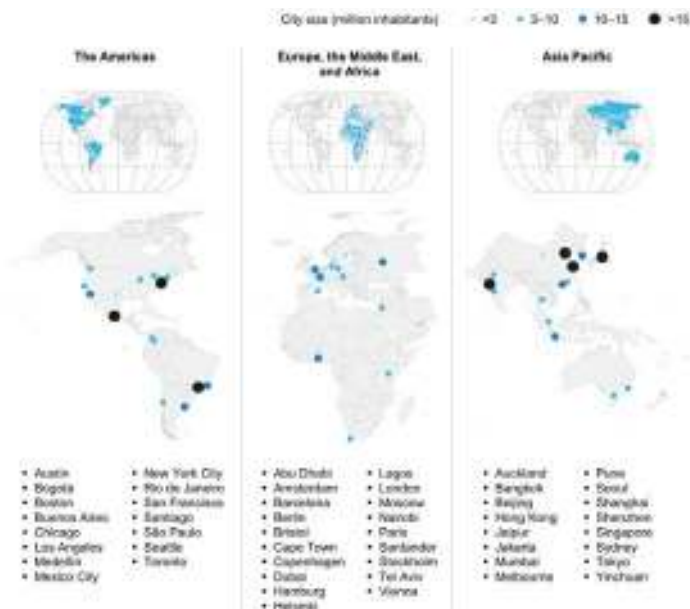 City size (million inhabitants) <5 5–10 10–15 >15
The Americas
Europe, the Middle East,
and Africa
Asia Pacific
• Austin
• Bogotá
• Boston
• Buenos Aires
• Chicago
• Los Angeles
• Medellín
• Mexico City
• New York City
• Rio de Janeiro
• San Francisco
• Santiago
• São Paulo
• Seattle
• Toronto
• Abu Dhabi
• Amsterdam
• Barcelona
• Berlin
• Bristol
• Cape Town
• Copenhagen
• Dubai
• Hamburg
• Helsinki
• Lagos
• London
• Moscow
• Nairobi
• Paris
• Santander
• Stockholm
• Tel Aviv
• Vienna
• Auckland
• Bangkok
• Beijing
• Hong Kong
• Jaipur
• Jakarta
• Mumbai
• Melbourne
• Pune
• Seoul
• Shanghai
• Shenzhen
• Singapore
• Sydney
• Tokyo
• Yinchuan